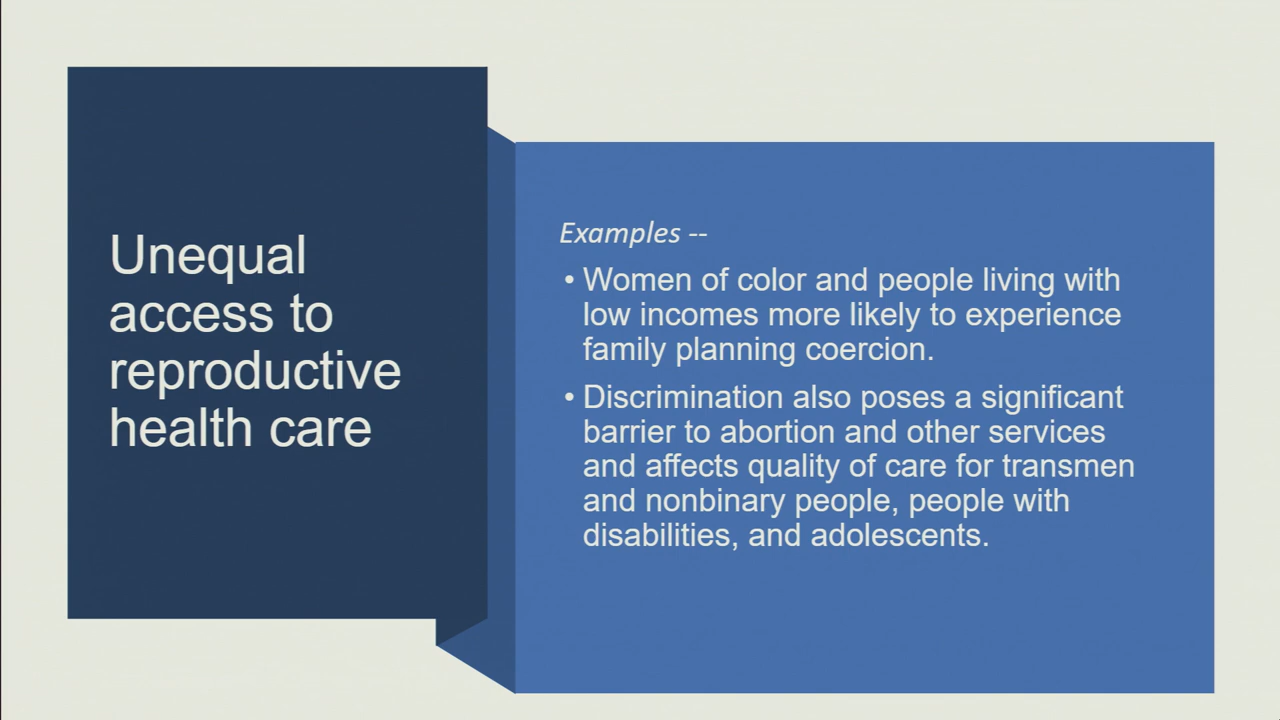 Unequal
access to
reproductive
health care
Examples --
• Women of color and people living with
low incomes more likely to experience
family planning coercion.
• Discrimination also poses a significant
barrier to abortion and other services
and affects quality of care for transmen
and nonbinary people, people with
disabilities, and adolescents.